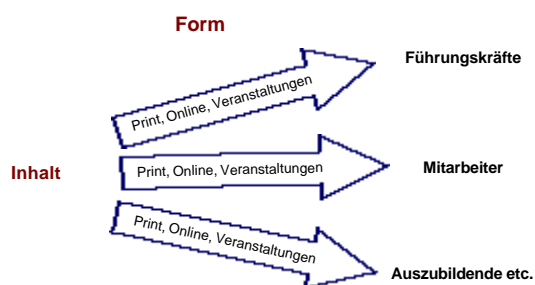 Form
Führungskräfte
Print, Online, Veranstaltungen
Inhalt
Print, Online, Veranstaltungen
Mitarbeiter
Print, Online, Veranstaltungen
Auszubildende etc.